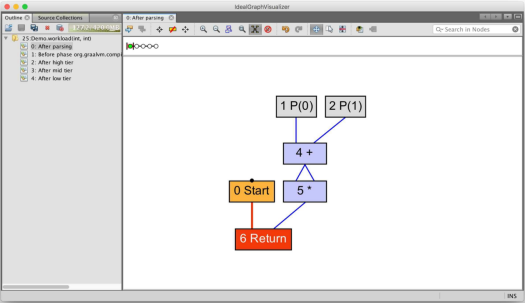 IdealGraphVisualizer
Outline
Source Collections
0: After parsing
25:Demo.workload(int, int)
0: After parsing
1: Before phase org.graalvm.compi
2: After high tier
3: After mid tier
4: After low tier
Search in Nodes
1 P(0)
2 P(1)
4 +
0 Start
5 *
6 Return
INS